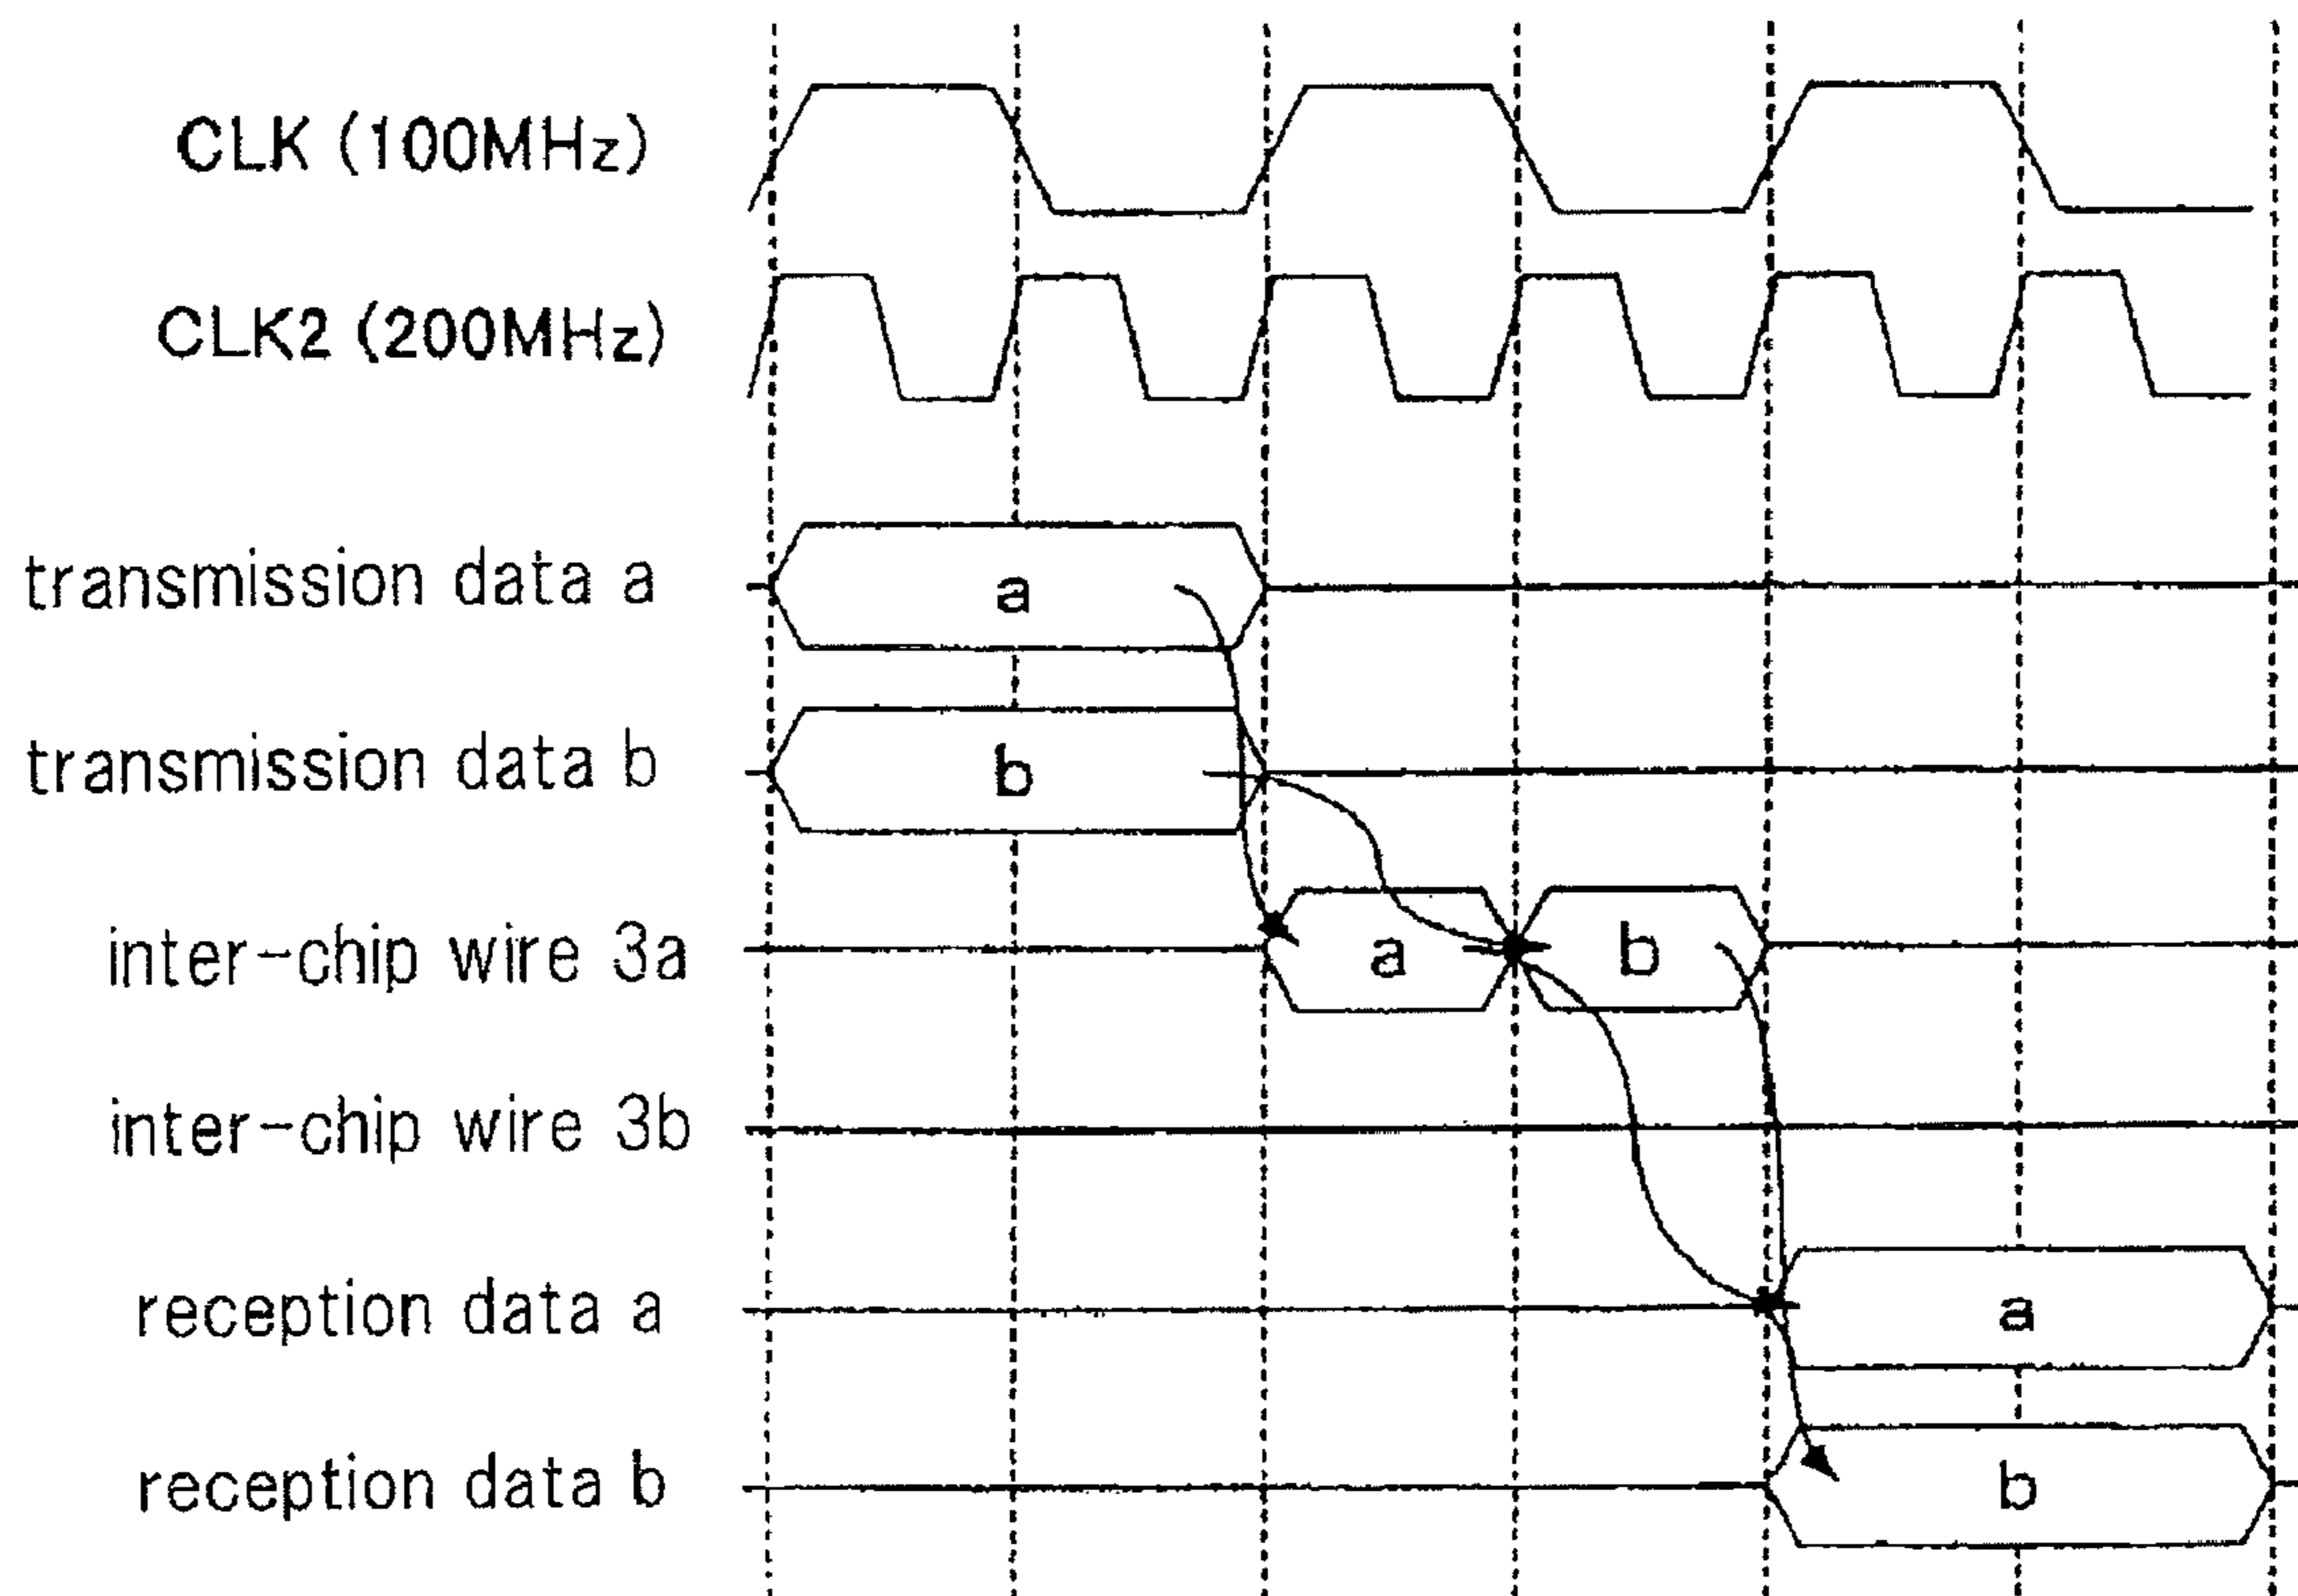 CLK (100MHz)
CLK2 (200MHz)
transmission data a
a
transmission data b
b
inter-chip wire 3a
a
b
inter-chip wire 3b
reception data a
a
reception data b
b